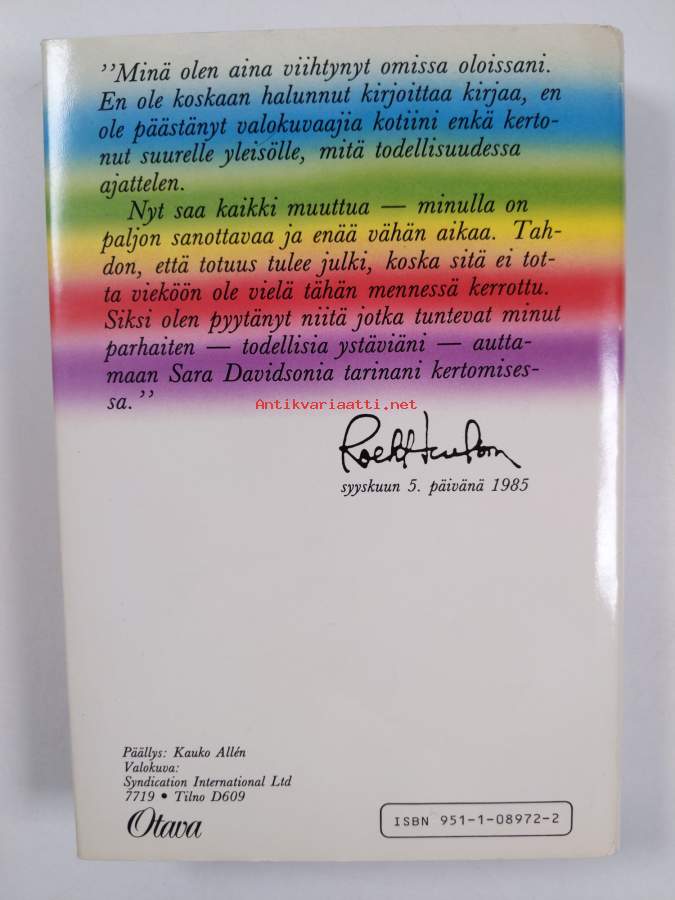 ”Minä olen aina viihtynyt omissa oloissani.
En ole koskaan halunnut kirjoittaa kirjaa, en
ole päästänyt valokuvaajia kotiini enkä kerto-
nut suurelle yleisölle, mitä todellisuudessa
ajattelen.
Nyt saa kaikki muuttua — minulla on
paljon sanottavaa ja enää vähän aikaa. Tah-
don, että totuus tulee julki, koska sitä ei tot-
ta vieköön ole vielä tähän mennessä kerrottu.
Siksi olen pyytänyt niitä jotka tuntevat minut
parhaiten — todellisia ystäviäni — autta-
maan Sara Davidsonia tarinani kertomises-
sa.”
Antikvariaatti.net
Rock Hudson
syyskuun 5. päivänä 1985
Päällys: Kauko Allén
Valokuva:
Syndication International Ltd
7719 • Tilno D609
Otava
ISBN 951-1-08972-2